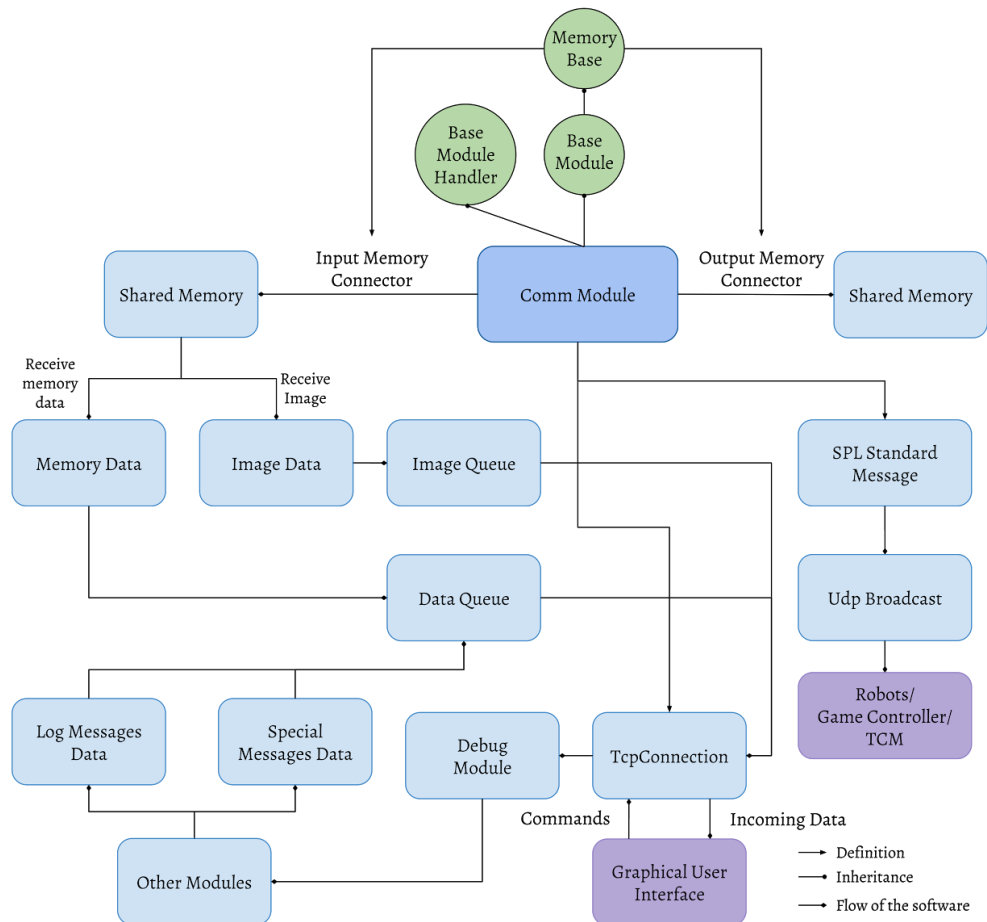 Memory
Base
Base
Module
Handler
Base
Module
Input Memory
Connector
Output Memory
Connector
Shared Memory
Comm Module
Shared Memory
Receive
memory
data
Receive
Image
Memory Data
Image Data
Image Queue
SPL Standard
Message
Data Queue
Udp Broadcast
Log Messages
Data
Special
Messages Data
Debug
Module
TcpConnection
Robots/
Game Controller/
TCM
Commands
Incoming Data
Other Modules
Graphical User
Interface
Definition
Inheritance
Flow of the software